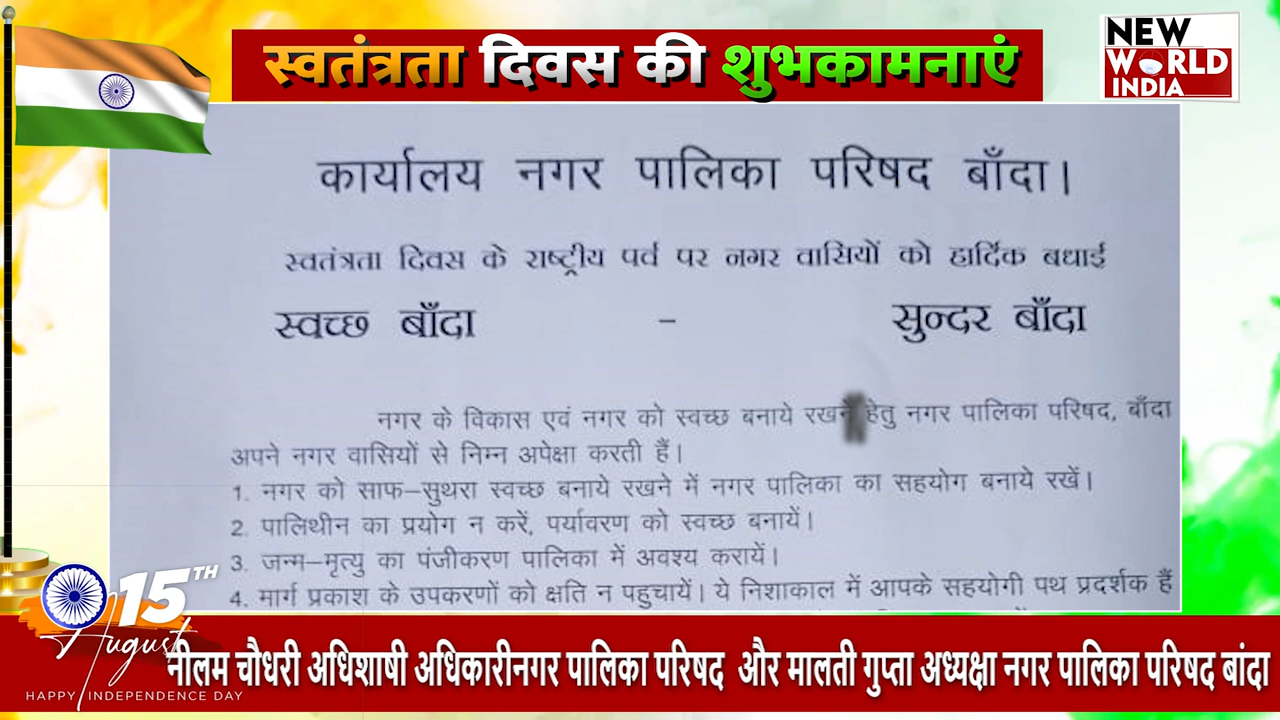 स्वतंत्रता दिवस की शुभकामनाएं
NEW
WORLD
INDIA
कार्यालय नगर पालिका परिषद बाँदा।
स्वतंत्रता दिवस के राष्ट्रीय पर्व पर नगर वासियों को हार्दिक बधाई
स्वच्छ बाँदा – सुन्दर बाँदा
नगर के विकास एवं नगर को स्वच्छ बनाये रखने हेतु नगर पालिका परिषद, बाँदा
अपने नगर वासियों से निम्न अपेक्षा करती हैं।
1. नगर को साफ–सुथरा स्वच्छ बनाये रखने में नगर पालिका का सहयोग बनाये रखें।
2. पालिथीन का प्रयोग न करें, पर्यावरण को स्वच्छ बनायें।
3. जन्म–मृत्यु का पंजीकरण पालिका में अवश्य करायें।
4. मार्ग प्रकाश के उपकरणों को क्षति न पहुचायें। ये निशाकाल में आपके सहयोगी पथ प्रदर्शक हैं
15TH
August
HAPPY INDEPENDENCE DAY
नीलम चौधरी अधिशाषी अधिकारीनगर पालिका परिषद और मालती गुप्ता अध्यक्षा नगर पालिका परिषद बांदा